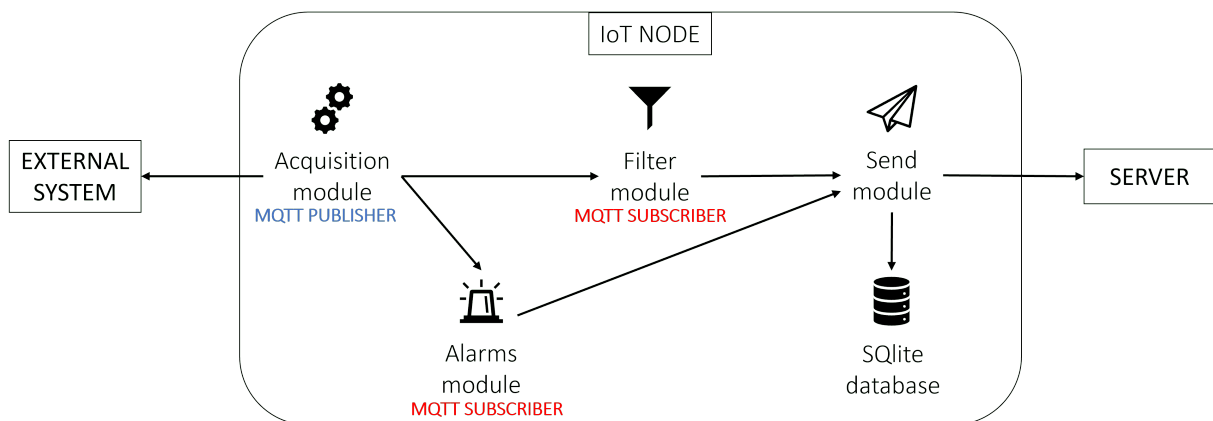 IoT NODE
EXTERNAL
SYSTEM
Acquisition
module
MQTT PUBLISHER
Filter
module
MQTT SUBSCRIBER
Send
module
SERVER
Alarms
module
MQTT SUBSCRIBER
SQlite
database